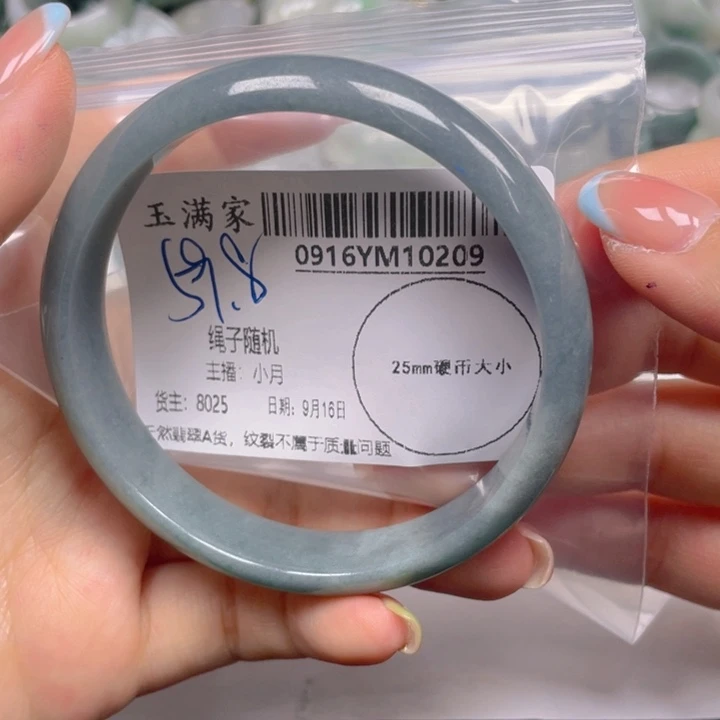 玉满家
0916YM10209
绳子随机
25mm硬币大小
主播：小月
货主：8025 日期：9月16日
天然翡翠A货，纹裂不属于质量问题